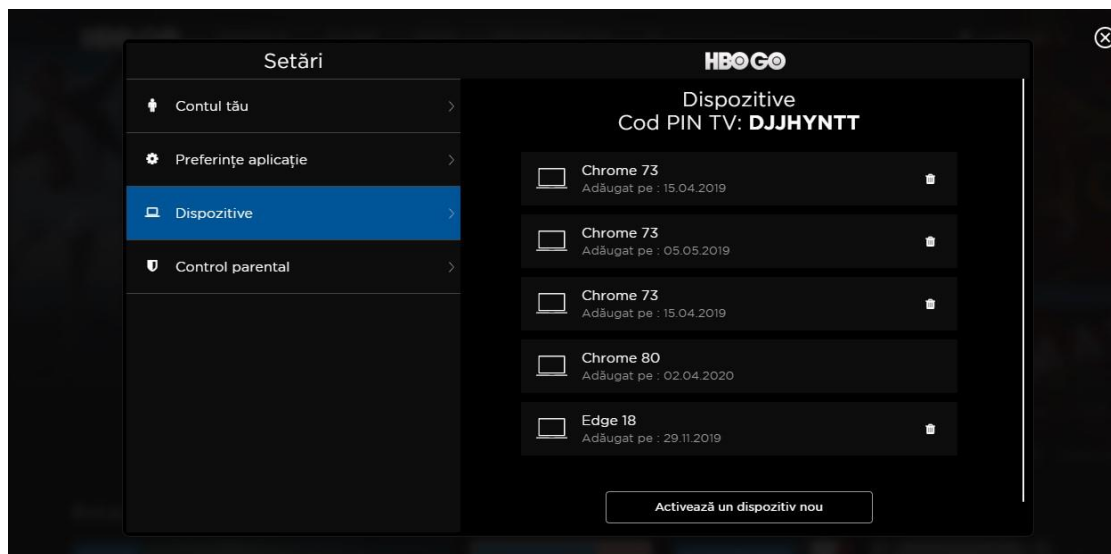 Setări
Contul tău
Preferințe aplicație
Dispozitive
Control parental
HBO GO
Dispozitive
Cod PIN TV: DJJHYNTT
Chrome 73
Adăugat pe : 15.04.2019
Chrome 73
Adăugat pe : 05.05.2019
Chrome 73
Adăugat pe : 15.04.2019
Chrome 80
Adăugat pe : 02.04.2020
Edge 18
Adăugat pe : 29.11.2019
Activează un dispozitiv nou